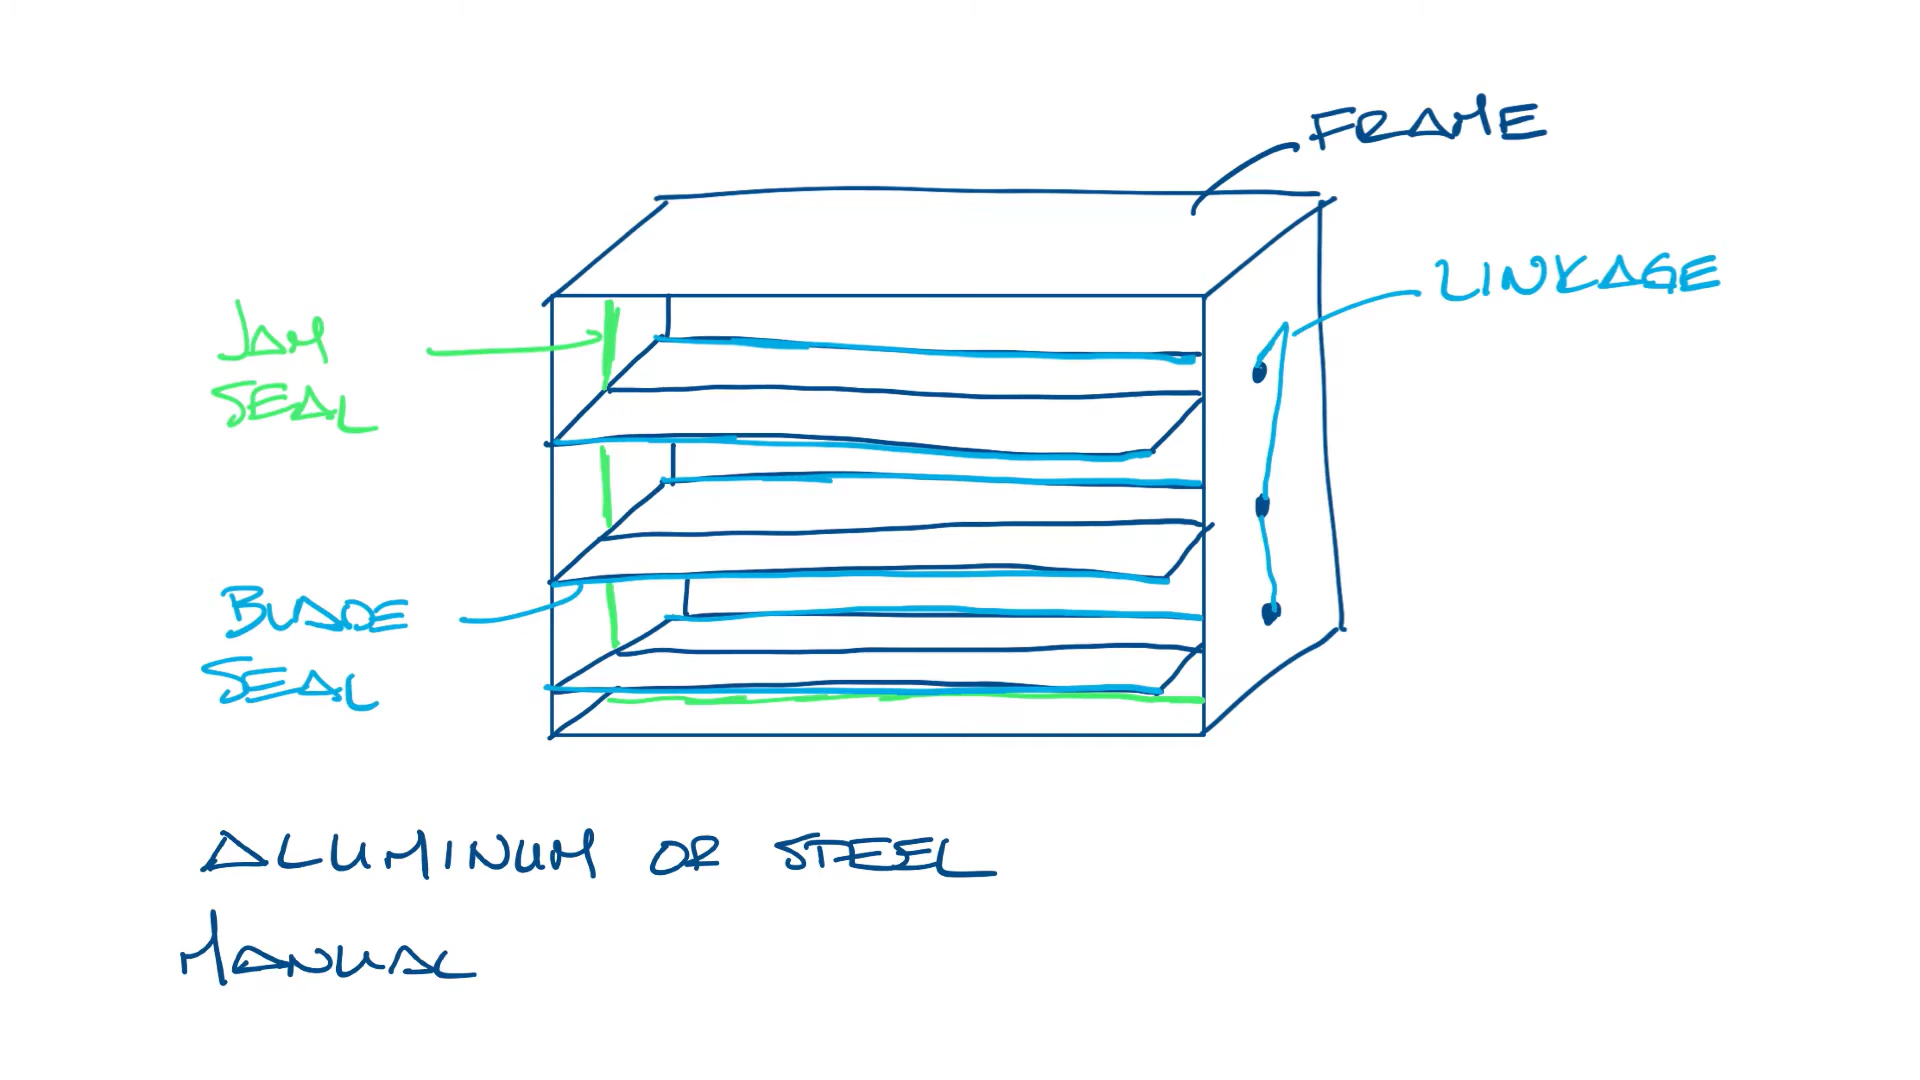 FRAME
LINKAGE
JAM
SEAL
BLADE
SEAL
ALUMINUM OR STEEL
MANUAL